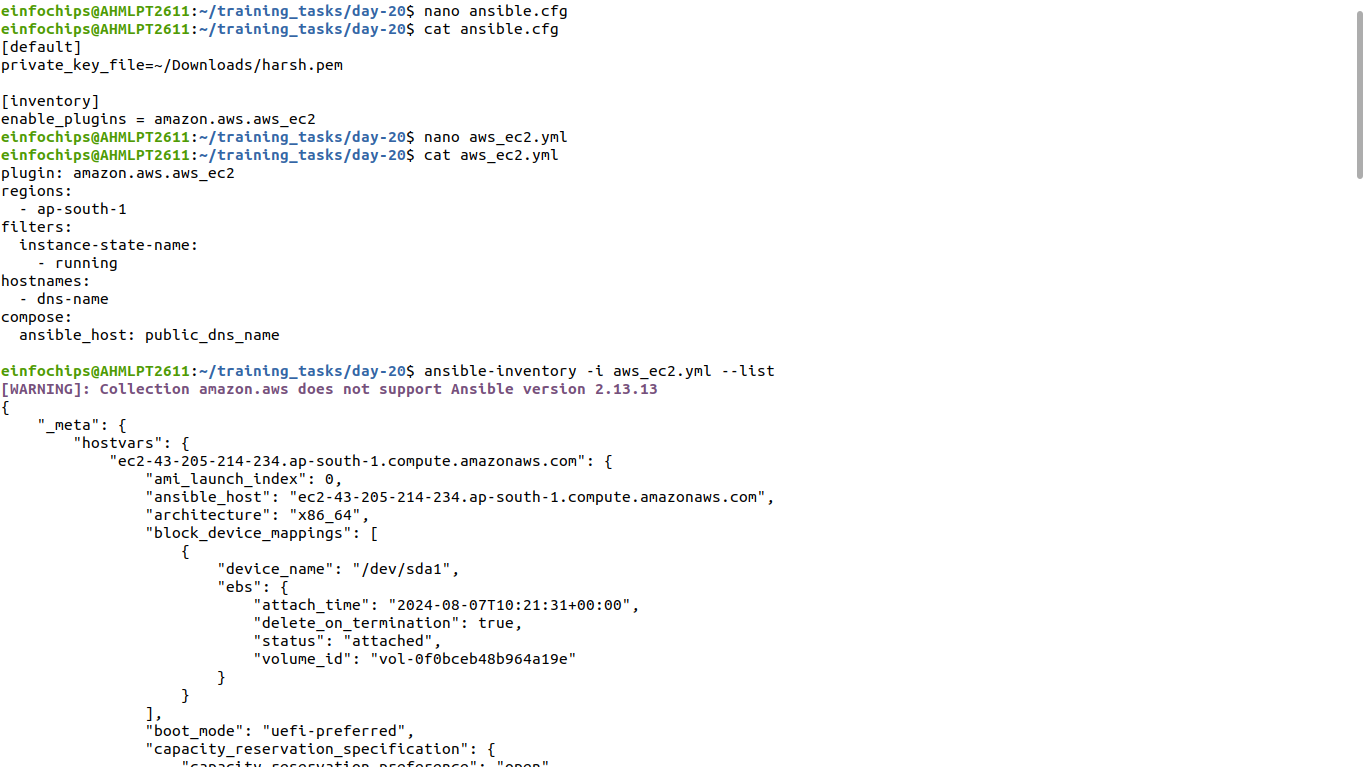 einfochips@AHMLPT2611:~/training_tasks/day-20$ nano ansible.cfg
einfochips@AHMLPT2611:~/training_tasks/day-20$ cat ansible.cfg
[default]
private_key_file=~/Downloads/harsh.pem

[inventory]
enable_plugins = amazon.aws.aws_ec2
einfochips@AHMLPT2611:~/training_tasks/day-20$ nano aws_ec2.yml
einfochips@AHMLPT2611:~/training_tasks/day-20$ cat aws_ec2.yml
plugin: amazon.aws.aws_ec2
regions:
  - ap-south-1
filters:
  instance-state-name:
    - running
hostnames:
  - dns-name
compose:
  ansible_host: public_dns_name

einfochips@AHMLPT2611:~/training_tasks/day-20$ ansible-inventory -i aws_ec2.yml --list
[WARNING]: Collection amazon.aws does not support Ansible version 2.13.13
{
    "_meta": {
        "hostvars": {
            "ec2-43-205-214-234.ap-south-1.compute.amazonaws.com": {
                "ami_launch_index": 0,
                "ansible_host": "ec2-43-205-214-234.ap-south-1.compute.amazonaws.com",
                "architecture": "x86_64",
                "block_device_mappings": [
                    {
                        "device_name": "/dev/sda1",
                        "ebs": {
                            "attach_time": "2024-08-07T10:21:31+00:00",
                            "delete_on_termination": true,
                            "status": "attached",
                            "volume_id": "vol-0f0bceb48b964a19e"
                        }
                    }
                ],
                "boot_mode": "uefi-preferred",
                "capacity_reservation_specification": {
                    "capacity_reservation_preference": "open"